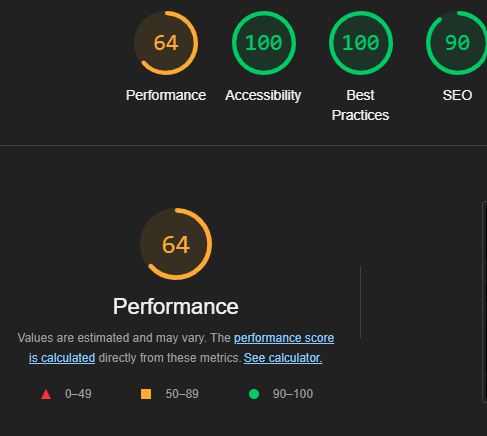 64
100
100
90
Performance
Accessibility
Best
Practices
SEO
64
Performance
Values are estimated and may vary. The performance score
is calculated directly from these metrics. See calculator.
0–49
50–89
90–100